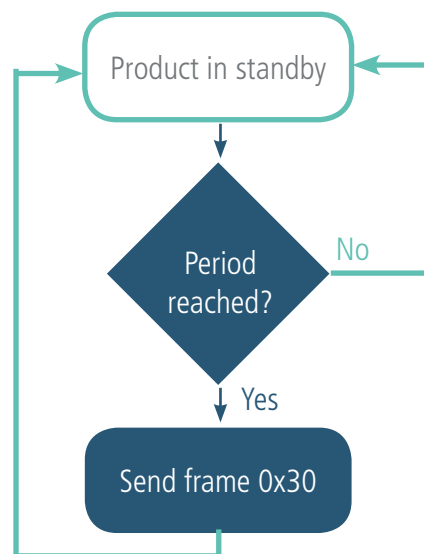 Product in standby
Period
reached?
No
Yes
Send frame 0x30